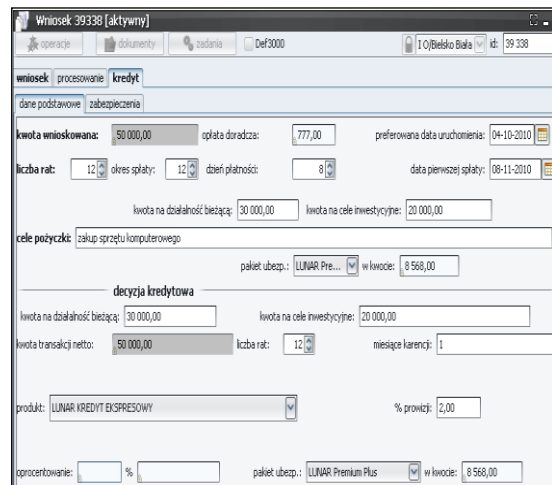 Wniosek 39338 [aktywny]
operacje dokumenty zadania Def3000 I O/Bielsko Biała id: 39 338
wniosek procesowanie kredyt
dane podstawowe zabezpieczenia
kwota wnioskowana: 50 000,00 opłata doradcza: 777,00 preferowana data uruchomienia: 04-10-2010
liczba rat: 12 okres spłaty: 12 dzień płatności: 8 data pierwszej spłaty: 08-11-2010
kwota na działalność bieżącą: 30 000,00 kwota na cele inwestycyjne: 20 000,00
cele pożyczki: zakup sprzętu komputerowego
pakiet ubezp.: LUNAR Pre... w kwocie: 8 568,00
decyzja kredytowa
kwota na działalność bieżącą: 30 000,00 kwota na cele inwestycyjne: 20 000,00
kwota transakcji netto: 50 000,00 liczba rat: 12 miesiące karencji: 1
produkt: LUNAR KREDYT EKSPRESOWY % prowizji: 2,00
oprocentowanie: % pakiet ubezp.: LUNAR Premium Plus w kwocie: 8 568,00